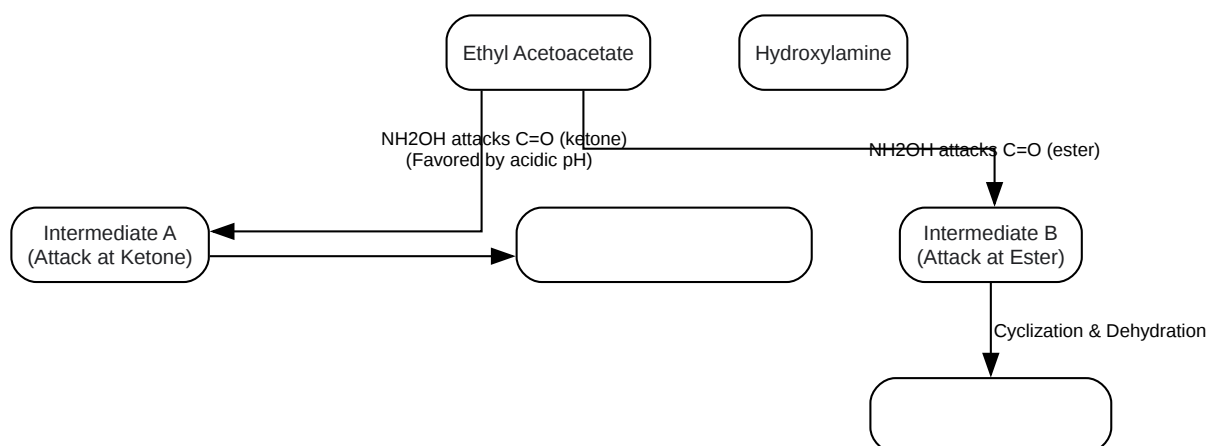 Ethyl Acetoacetate
Hydroxylamine
NH2OH attacks C=O (ketone)
(Favored by acidic pH)
NH2OH attacks C=O (ester)
Intermediate A
(Attack at Ketone)
Intermediate B
(Attack at Ester)
Cyclization & Dehydration